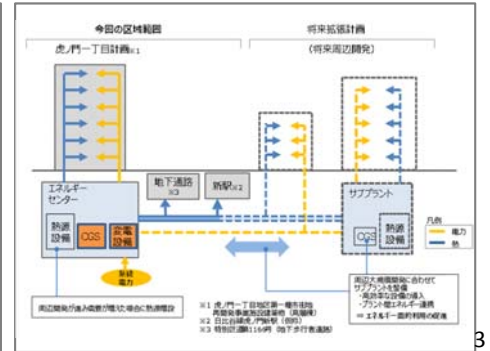 今回の区域範囲
将来拡張計画
虎ノ門一丁目計画※1
(将来周辺開発)
地下通路
※3
新駅※2
エネルギー
センター
サブプラント
熱源
設備
CGS
変電
設備
CGS
熱源
設備
凡例
電力
熱
系統
電力
周辺開発が進み需要が増えた場合に熱源増設
※1 虎ノ門一丁目地区第一種市街地
再開発事業施設建築物（高層棟）
※2 日比谷線虎ノ門新駅（仮称）
※3 特別区道第1166号（地下歩行者通路）
周辺大規模開発に合わせて
サブプラントを整備
・高効率な設備の導入
・プラント間エネルギー連携
⇒ エネルギー面的利用の促進
3